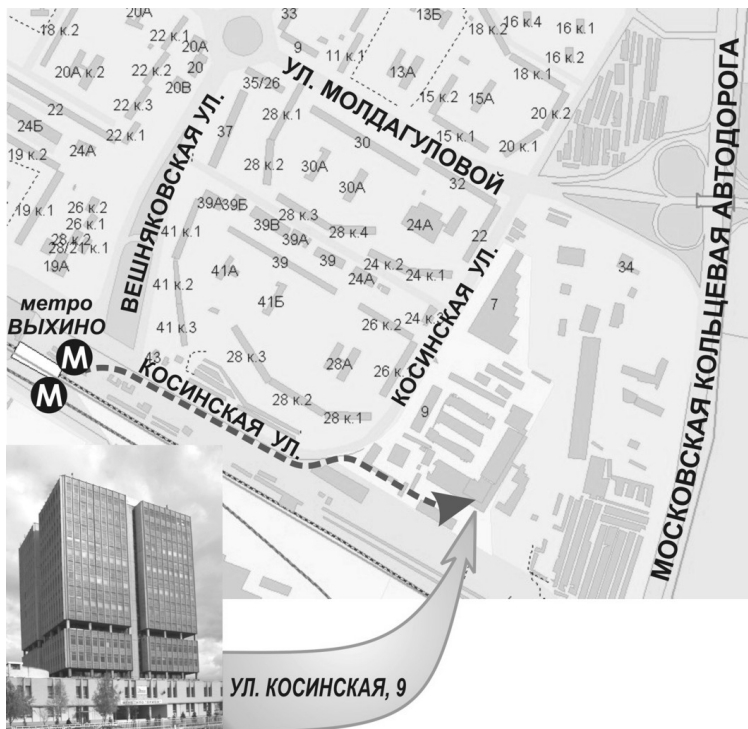 33
13Б
16 к.4
16 к.1
18 к.2
20А
22 к.1
20А
9
11 к.1
18 к.2
16 к.2
20А к.2
22 к.2
20
20В
13А
18 к.1
УЛ. МОЛДАГУЛОВОЙ
35/26
15 к.2
15А
20 к.2
22
22 к.3
28 к.1
24Б
22 к.1
37
30
15 к.1
20 к.1
24А
19 к.2
28 к.2
30А
30А
32
ВЕШНЯКОВСКАЯ УЛ.
19 к.1
26 к.2
26 к.1
28 к.2
28/21 к.1
19А
39А
39Б
39В
28 к.3
28 к.4
24А
22
41 к.1
39А
39
39
24 к.2
24 к.1
24А
34
41А
41 к.2
41Б
24 к.3
7
26 к.2
41 к.3
метро
ВЫХИНО
М
М
43
28 к.3
28А
26 к.
КОСИНСКАЯ УЛ.
КОСИНСКАЯ УЛ.
28 к.2
28 к.1
9
МОСКОВСКАЯ КОЛЬЦЕВАЯ АВТОДОРОГА
УЛ. КОСИНСКАЯ, 9